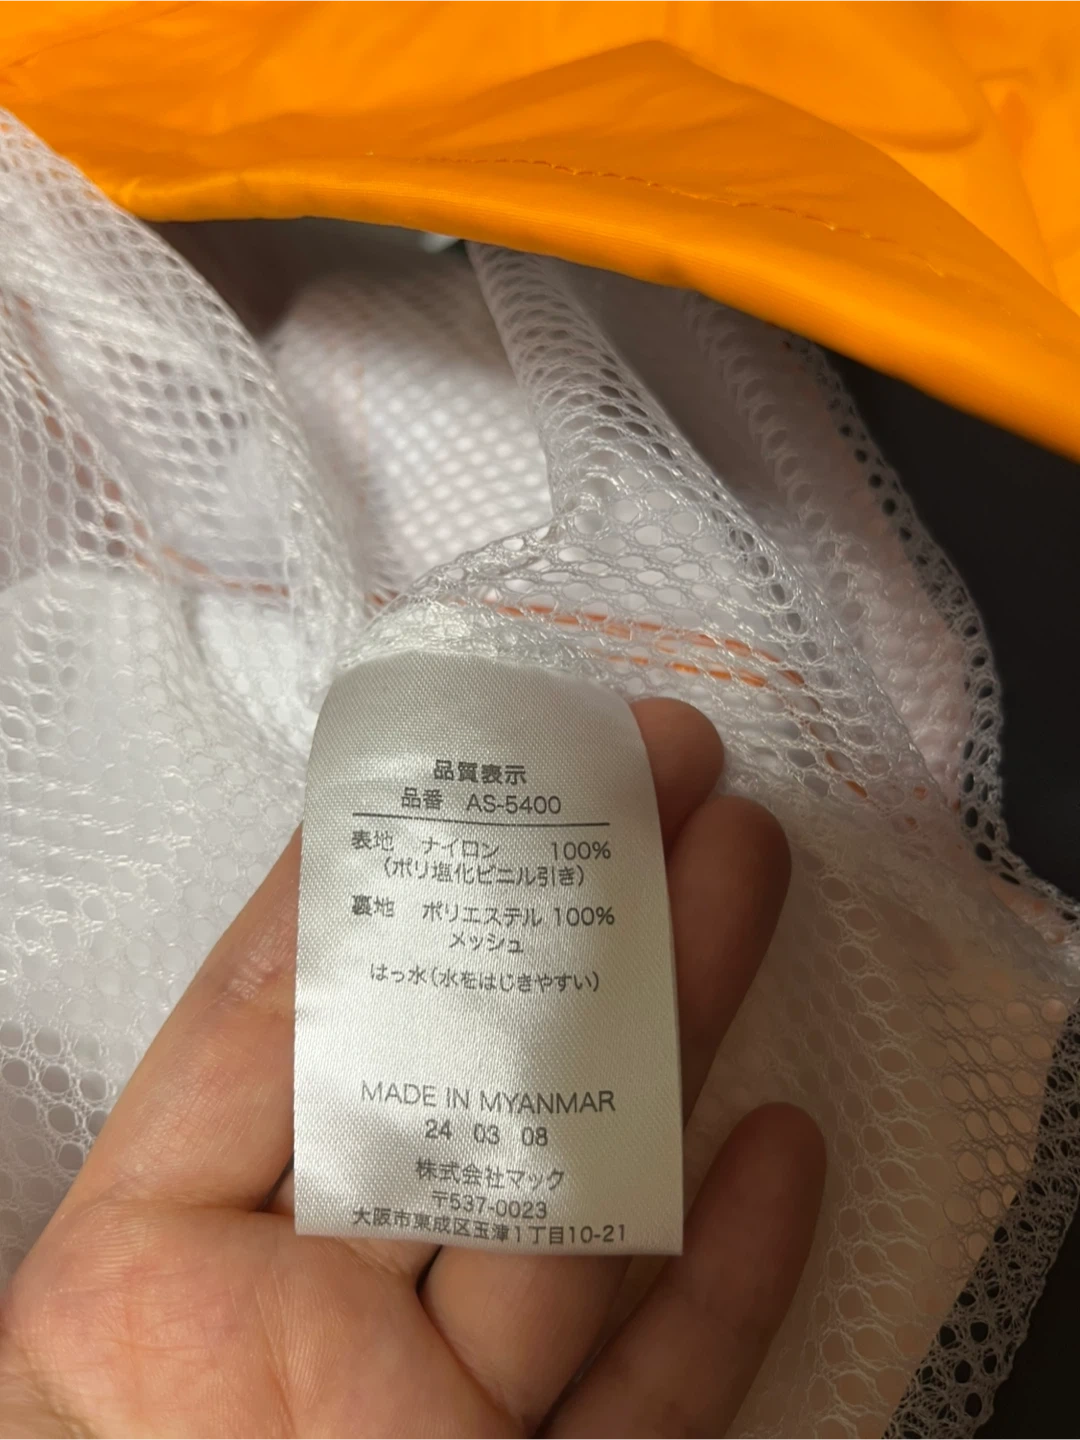 品質表示
品番 AS-5400
表地 ナイロン 100%
(ポリ塩化ビニル引き)
裏地 ポリエステル 100%
メッシュ
はっ水(水をはじきやすい)
MADE IN MYANMAR
24 03 08
株式会社マック
〒537-0023
大阪市東成区玉津1丁目10-21